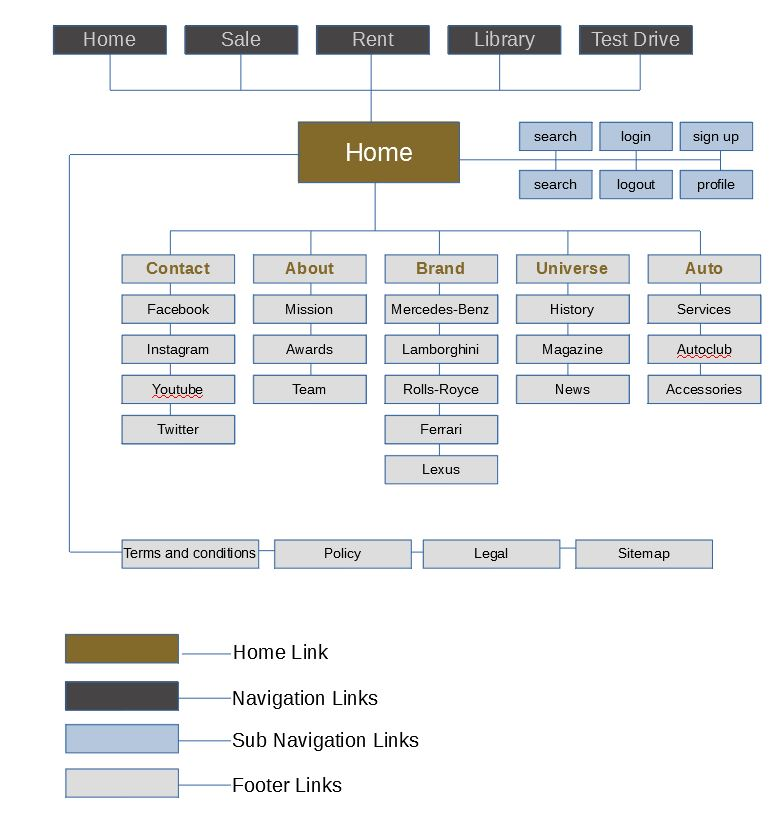 Home Sale Rent Library Test Drive
Home
search login sign up
search logout profile
Contact About Brand Universe Auto
Facebook Mission Mercedes-Benz History Services
Instagram Awards Lamborghini Magazine Autoclub
Youtube Team Rolls-Royce News Accessories
Twitter Ferrari
Lexus
Terms and conditions Policy Legal Sitemap
Home Link
Navigation Links
Sub Navigation Links
Footer Links